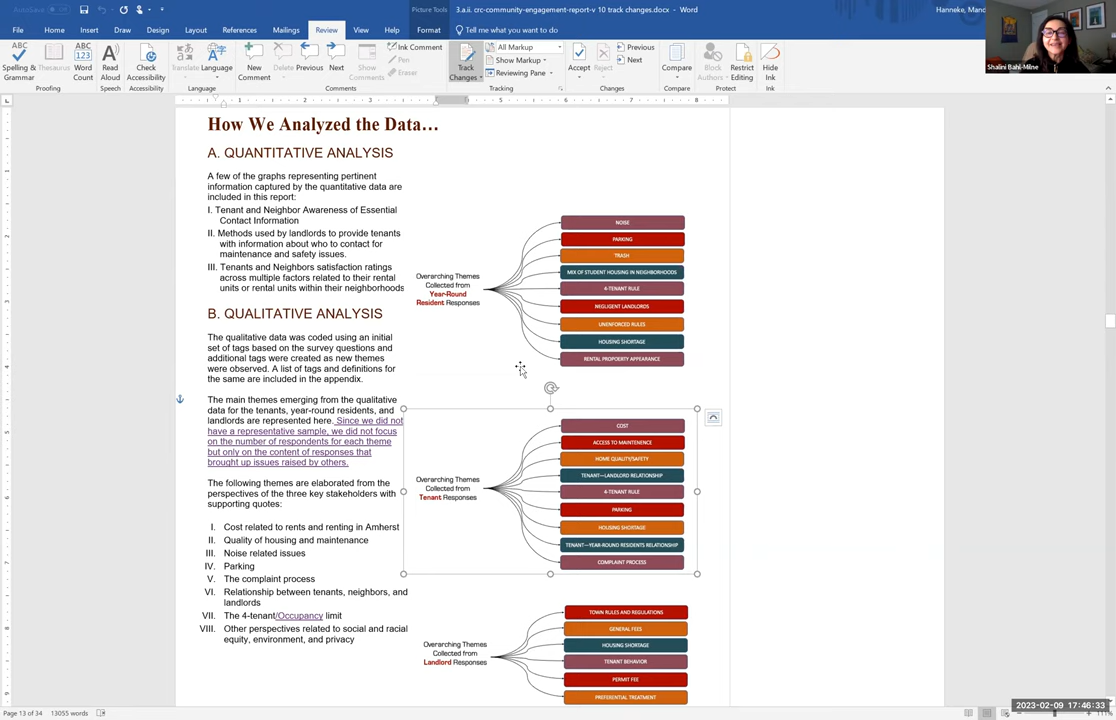 AutoSave
3.a.ii. crc-community-engagement-report-v 10 track changes.docx - Word
Picture Tools
Hanneke, Mand
File Home Insert Draw Design Layout References Mailings Review View Help Format Tell me what you want to do
Spelling & Grammar
Thesaurus
Word Count
Read Aloud
Check Accessibility
Translate
Language
New Comment
Delete
Previous
Next
Show Comments
Ink Comment
Pen
Eraser
Track Changes
All Markup
Show Markup
Reviewing Pane
Accept
Reject
Previous
Next
Compare
Block Authors
Restrict Editing
Hide Ink
Proofing Speech Accessibility Language Comments Tracking Changes Compare Protect Ink
Shalini Bahl-Milne
1 2 3 5 6 7 8
How We Analyzed the Data…
A. QUANTITATIVE ANALYSIS
A few of the graphs representing pertinent
information captured by the quantitative data are
included in this report:
I. Tenant and Neighbor Awareness of Essential
Contact Information
II. Methods used by landlords to provide tenants
with information about who to contact for
maintenance and safety issues.
III. Tenants and Neighbors satisfaction ratings
across multiple factors related to their rental
units or rental units within their neighborhoods
B. QUALITATIVE ANALYSIS
The qualitative data was coded using an initial
set of tags based on the survey questions and
additional tags were created as new themes
were observed. A list of tags and definitions for
the same are included in the appendix.
The main themes emerging from the qualitative
data for the tenants, year-round residents, and
landlords are represented here. Since we did not
have a representative sample, we did not focus
on the number of respondents for each theme
but only on the content of responses that
brought up issues raised by others.
The following themes are elaborated from the
perspectives of the three key stakeholders with
supporting quotes:
I. Cost related to rents and renting in Amherst
II. Quality of housing and maintenance
III. Noise related issues
IV. Parking
V. The complaint process
VI. Relationship between tenants, neighbors, and
landlords
VII. The 4-tenant/Occupancy limit
VIII. Other perspectives related to social and racial
equity, environment, and privacy
Overarching Themes
Collected from
Year-Round
Resident Responses
NOISE
PARKING
TRASH
MIX OF STUDENT HOUSING IN NEIGHBORHOODS
4-TENANT RULE
NEGLIGENT LANDLORDS
UNENFORCED RULES
HOUSING SHORTAGE
RENTAL PROPOERTY APPEARANCE
Overarching Themes
Collected from
Tenant Responses
COST
ACCESS TO MAINTENENCE
HOME QUALITY/SAFETY
TENANT—LANDLORD RELATIONSHIP
4-TENANT RULE
PARKING
HOUSING SHOYTAGE
TENANT—YEAR-ROUND RESIDENTS RELATIONSHIP
COMPLAINT PROCESS
Overarching Themes
Collected from
Landlord Responses
TOWN RULES AND REGULATIONS
GENERAL FEES
HOUSING SHORTAGE
TENANT BEHAVIOR
PERMIT FEE
PREFERENTIAL TREATMENT
Page 13 of 34 13055 words
2023-02-09 17:46:33